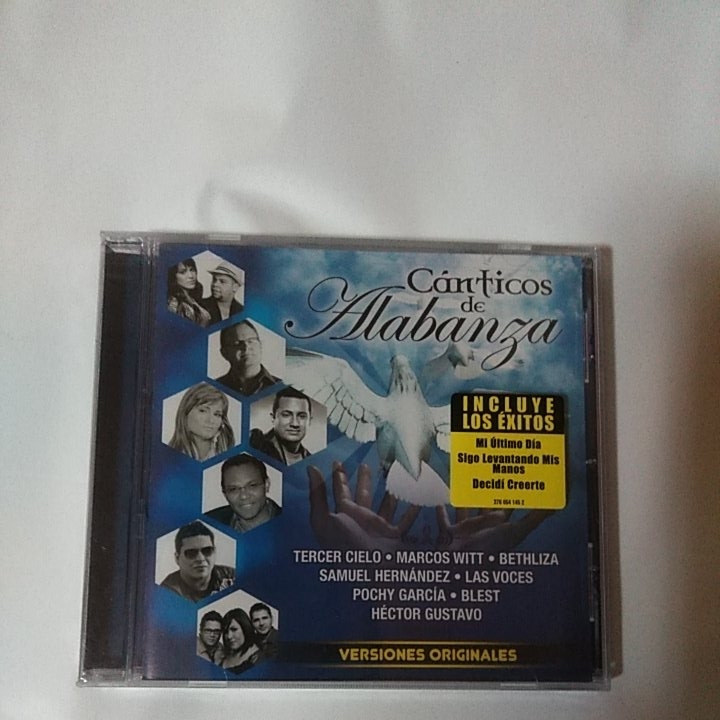 Cánticos
de
Alabanza
INCLUYE
LOS ÉXITOS
Mi Último Día
Sigo Levantando Mis
Manos
Decidí Creerte
TERCER CIELO • MARCOS WITT • BETHLIZA
SAMUEL HERNÁNDEZ • LAS VOCES
POCHY GARCÍA • BLEST
HÉCTOR GUSTAVO
VERSIONES ORIGINALES